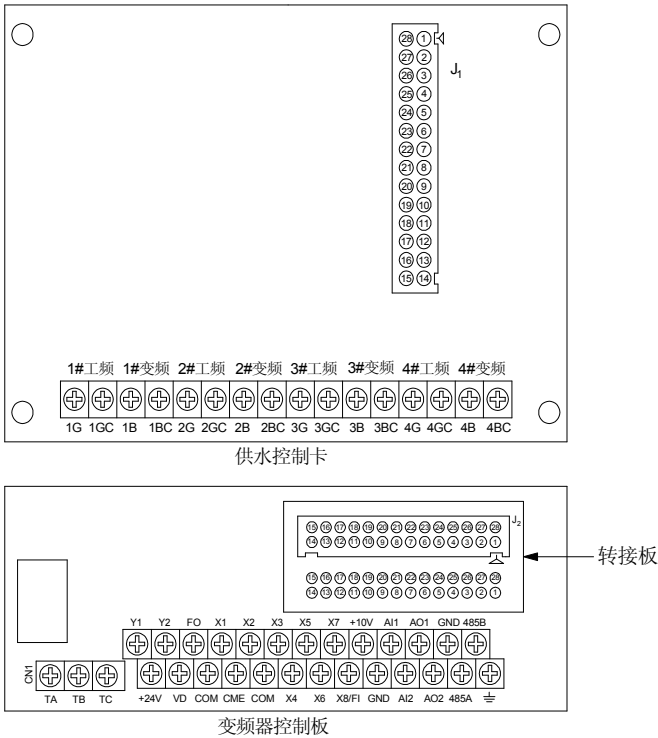 28 1
27 2
J1
26 3
25 4
24 5
23 6
22 7
21 8
20 9
19 10
18 11
17 12
16 13
15 14
1#工频 1#变频 2#工频 2#变频 3#工频 3#变频 4#工频 4#变频
1G 1GC 1B 1BC 2G 2GC 2B 2BC 3G 3GC 3B 3BC 4G 4GC 4B 4BC
供水控制卡
J2
15 16 17 18 19 20 21 22 23 24 25 26 27 28
14 13 12 11 10 9 8 7 6 5 4 3 2 1
转接板
15 16 17 18 19 20 21 22 23 24 25 26 27 28
14 13 12 11 10 9 8 7 6 5 4 3 2 1
Y1 Y2 FO X1 X2 X3 X5 X7 +10V AI1 AO1 GND 485B
CN1
TA TB TC
+24V VD COM CME COM X4 X6 X8/FI GND AI2 AO2 485A
变频器控制板